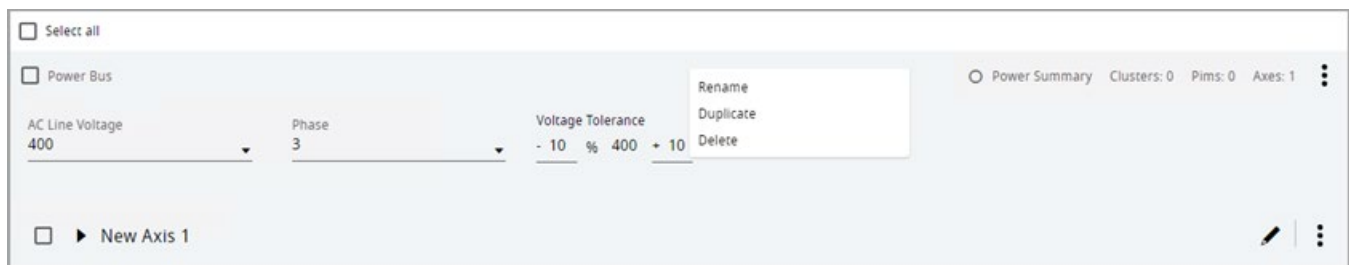 Select all
Power Bus
Power Summary Clusters: 0 Pims: 0 Axes: 1
Rename
Duplicate
Delete
AC Line Voltage
400
Phase
3
Voltage Tolerance
- 10 % 400 + 10
New Axis 1